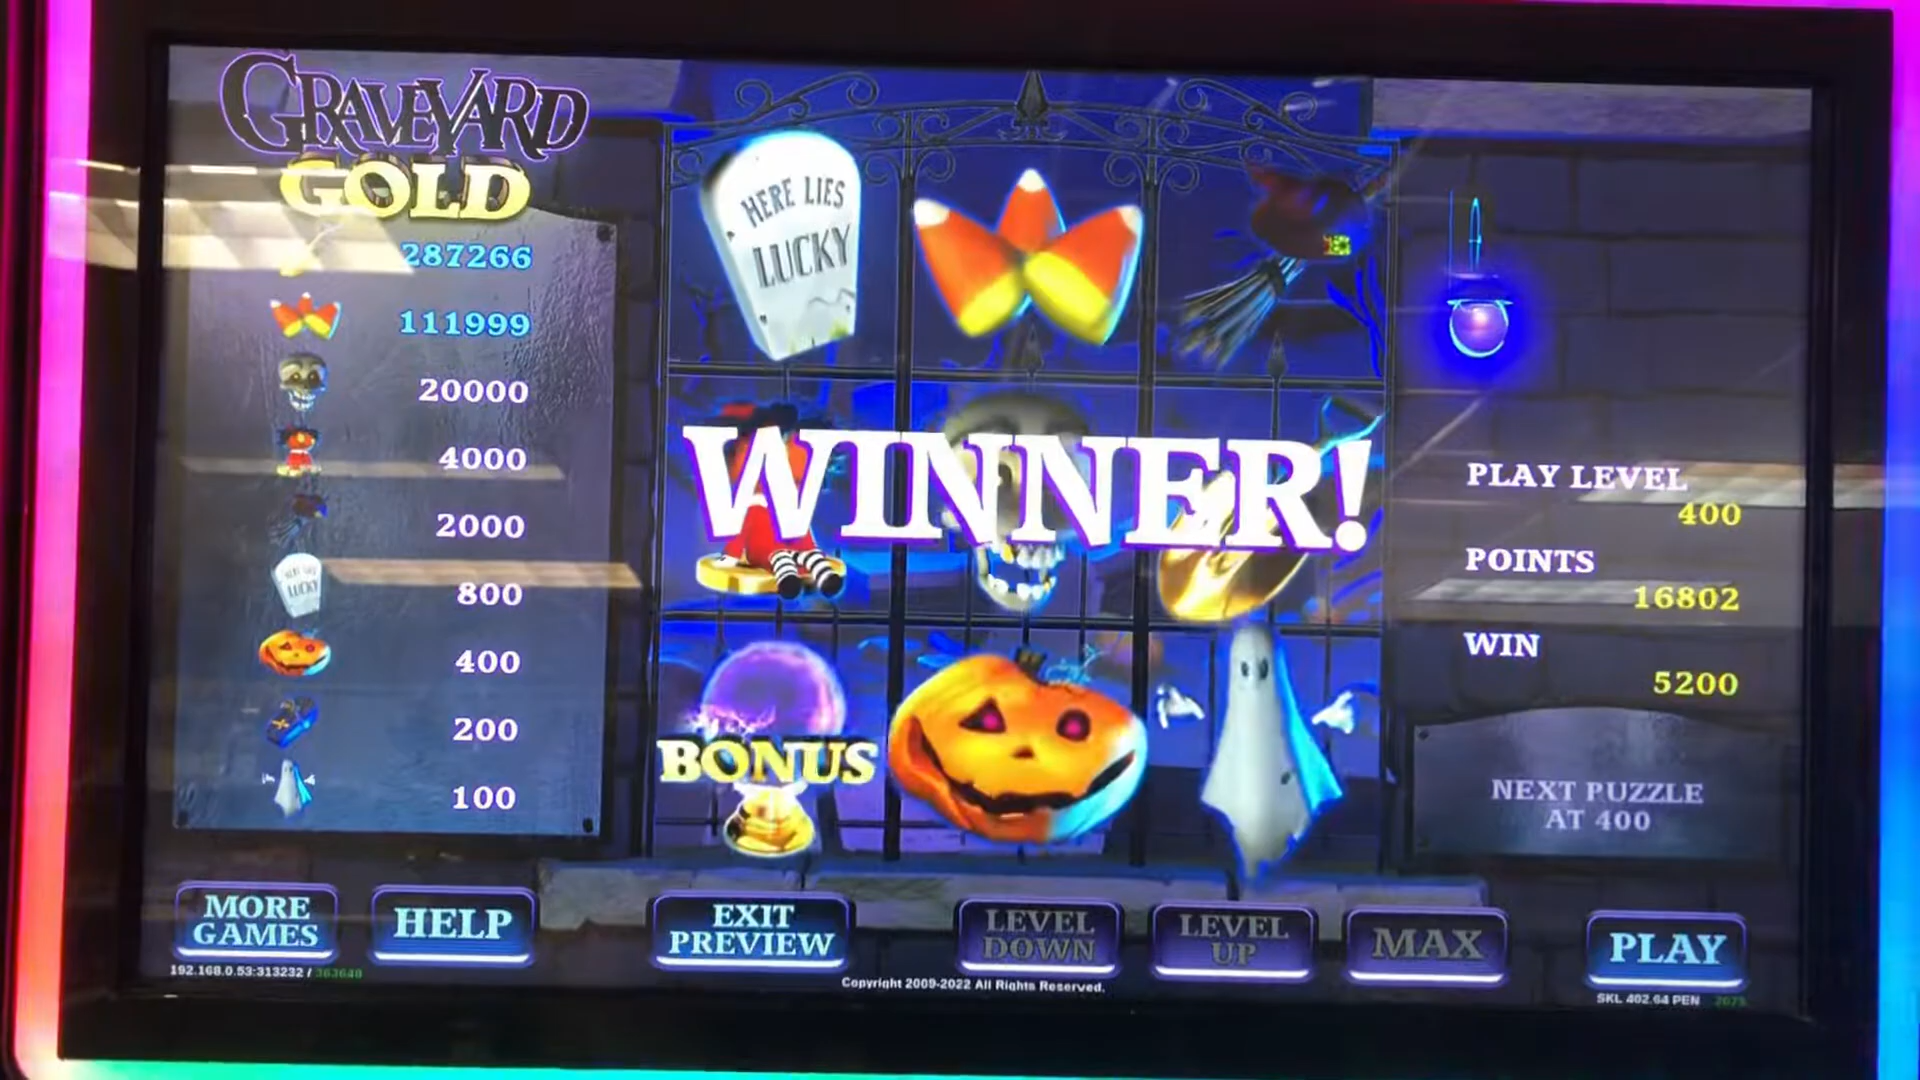 GRAVEYARD
GOLD
287266
111999
20000
4000
2000
800
400
200
100
HERE LIES
LUCKY
WINNER!
BONUS
PLAY LEVEL
400
POINTS
16802
WIN
5200
NEXT PUZZLE
AT 400
MORE
GAMES
HELP
EXIT
PREVIEW
LEVEL
DOWN
LEVEL
UP
MAX
PLAY
192.168.0.53:313232 / 363648
Copyright 2009-2022 All Rights Reserved.
SKL 402.64 PEN